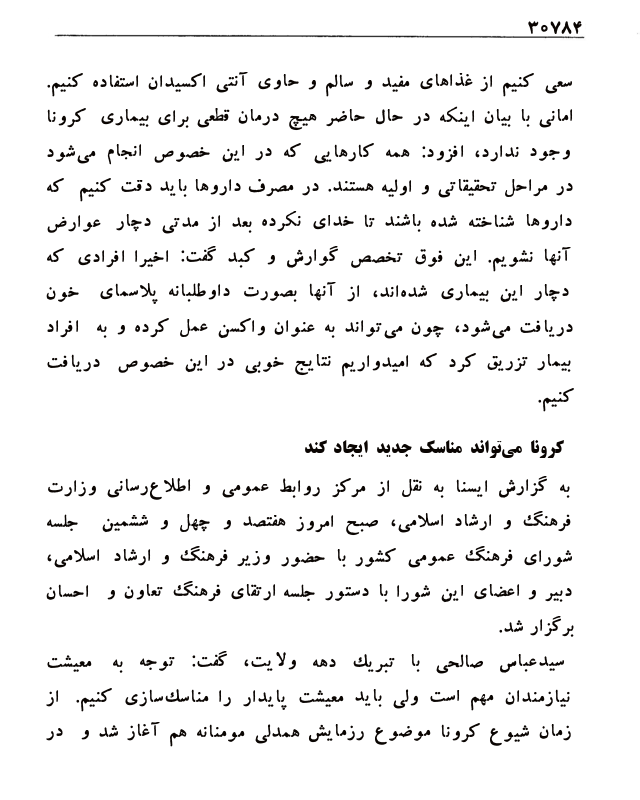 ۳۰۷۸۴
سعی کنیم از غذاهای مفید و سالم و حاوی آنتی اکسیدان استفاده کنیم.
امانی با بیان اینکه در حال حاضر هیچ درمان قطعی برای بیماری کرونا
وجود ندارد، افزود: همه کارهایی که در این خصوص انجام می‌شود
در مراحل تحقیقاتی و اولیه هستند. در مصرف داروها باید دقت کنیم که
داروها شناخته شده باشند تا خدای نکرده بعد از مدتی دچار عوارض
آنها نشویم. این فوق تخصص گوارش و کبد گفت: اخیرا افرادی که
دچار این بیماری شده‌اند، از آنها بصورت داوطلبانه پلاسمای خون
دریافت می‌شود، چون می‌تواند به عنوان واکسن عمل کرده و به افراد
بیمار تزریق کرد که امیدواریم نتایج خوبی در این خصوص دریافت
کنیم.
کرونا می‌تواند مناسک جدید ایجاد کند
به گزارش ایسنا به نقل از مرکز روابط عمومی و اطلاع‌رسانی وزارت
فرهنگ و ارشاد اسلامی، صبح امروز هفتصد و چهل و ششمین جلسه
شورای فرهنگ عمومی کشور با حضور وزیر فرهنگ و ارشاد اسلامی،
دبیر و اعضای این شورا با دستور جلسه ارتقای فرهنگ تعاون و احسان
برگزار شد.
سیدعباس صالحی با تبریك دهه ولایت، گفت: توجه به معیشت
نیازمندان مهم است ولی باید معیشت پایدار را مناسك‌سازی کنیم. از
زمان شیوع کرونا موضوع رزمایش همدلی مومنانه هم آغاز شد و در